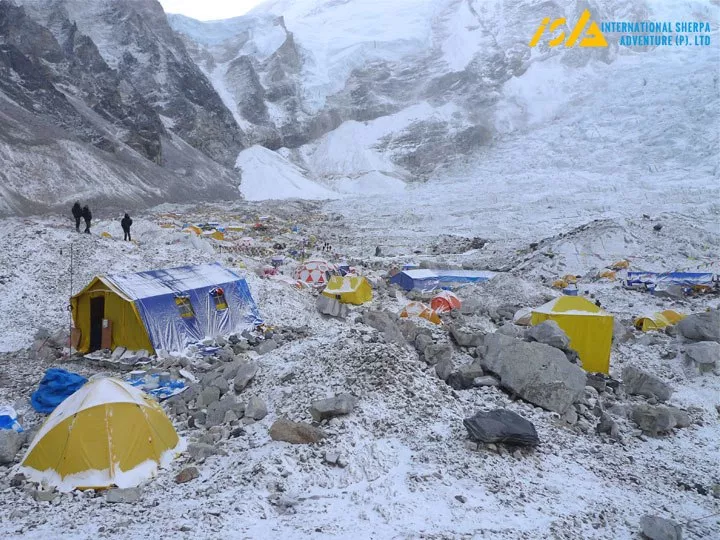 ISA INTERNATIONAL SHERPA
ADVENTURE (P). LTD